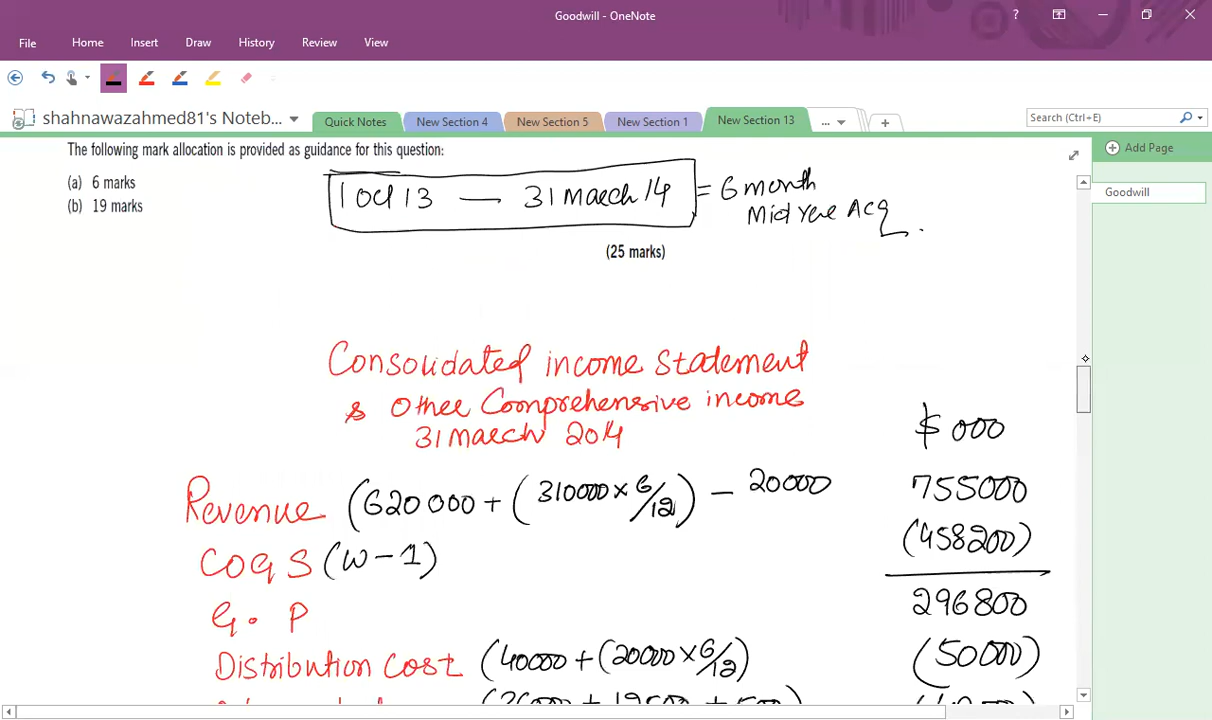 Goodwill - OneNote
?
File Home Insert Draw History Review View
shahnawazahmed81's Noteb... Quick Notes New Section 4 New Section 5 New Section 1 New Section 13 ... + Search (Ctrl+E)
Add Page
Goodwill
The following mark allocation is provided as guidance for this question:
(a) 6 marks
(b) 19 marks
1 Oct 13 — 31 March 14 = 6 month
Mid Year Acq
(25 marks)
Consolidated income Statement
& Other Comprehensive income
31 March 2014
$ 000
Revenue (620000 + (310000 × 6/12) - 20000 755000
COGS (W-1) (458200)
G.P 296800
Distribution Cost (40000 + (20000 × 6/12) (50000)